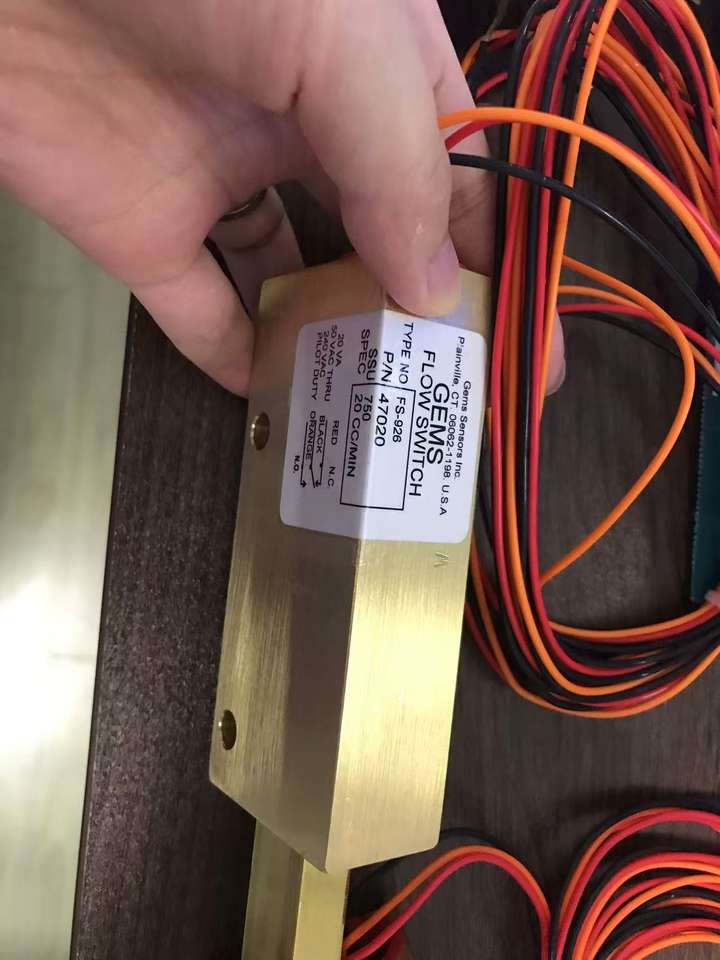 Gems Sensors Inc.
Plainville, CT. 06062-1198. U.S.A
GEMS
FLOW SWITCH
TYPE NO FS-926
P/N 47020
SSU 750
SPEC 20 CC/MIN
20 VA
50 VAC THRU
240 VAC
PILOT DUTY
RED N.C
BLACK
ORANGE
N.O.